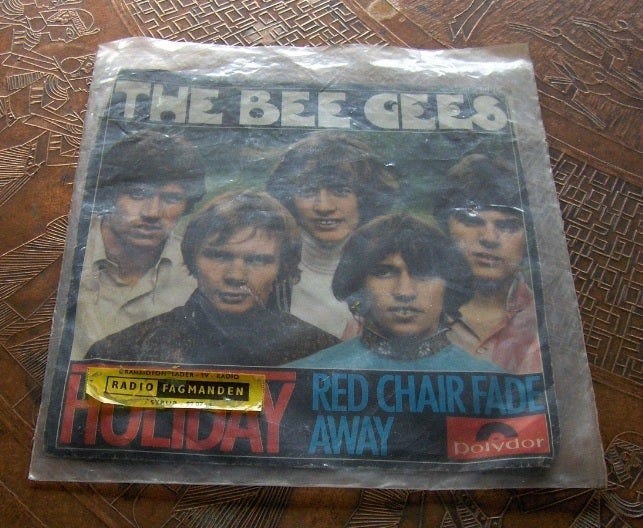 THE BEE GEES
RADIO FAGMANDEN
HOLIDAY
RED CHAIR FADE
AWAY
polydor